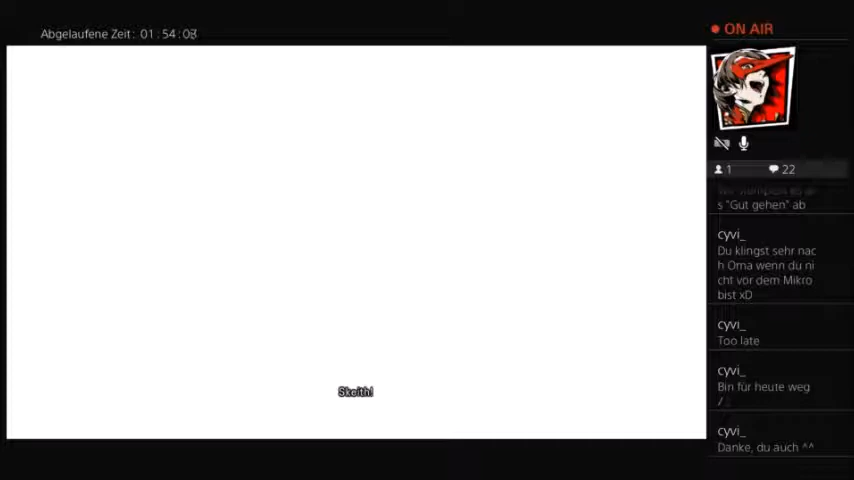 Abgelaufene Zeit: 01:54:03
ON AIR
1 22
s "Gut gehen" ab
cyvi_
Du klingst sehr nac
h Oma wenn du ni
cht vor dem Mikro
bist xD
cyvi_
Too late
cyvi_
Bin für heute weg
/
cyvi_
Danke, du auch ^^
Skeith!